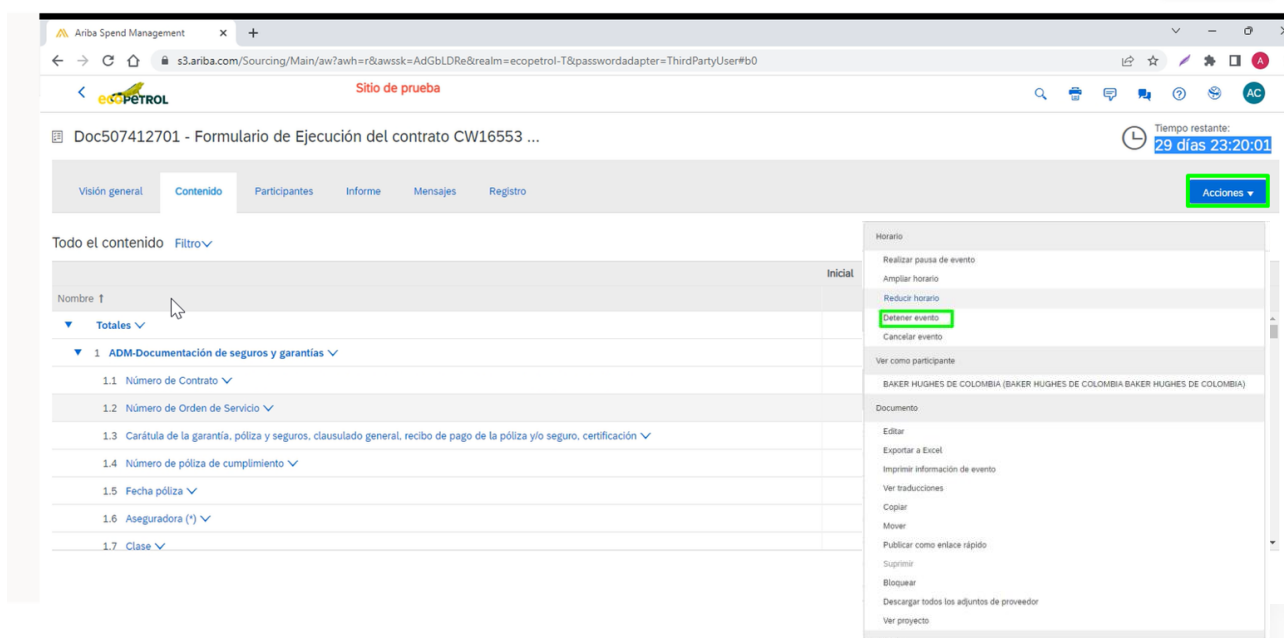 Ariba Spend Management
s3.ariba.com/Sourcing/Main/aw?awh=r&awssk=AdGbLDRe&realm=ecopetrol-T&passwordadapter=ThirdPartyUser#b0
A
ecoPETROL
Sitio de prueba
AC
Doc507412701 - Formulario de Ejecución del contrato CW16553 ...
Tiempo restante:
29 días 23:20:01
Visión general Contenido Participantes Informe Mensajes Registro
Acciones
Todo el contenido Filtro
Inicial
Nombre ↑
Totales
1 ADM-Documentación de seguros y garantías
1.1 Número de Contrato
1.2 Número de Orden de Servicio
1.3 Carátula de la garantía, póliza y seguros, clausulado general, recibo de pago de la póliza y/o seguro, certificación
1.4 Número de póliza de cumplimiento
1.5 Fecha póliza
1.6 Aseguradora (*)
1.7 Clase
Horario
Realizar pausa de evento
Ampliar horario
Reducir horario
Detener evento
Cancelar evento
Ver como participante
BAKER HUGHES DE COLOMBIA (BAKER HUGHES DE COLOMBIA BAKER HUGHES DE COLOMBIA)
Documento
Editar
Exportar a Excel
Imprimir información de evento
Ver traducciones
Copiar
Mover
Publicar como enlace rápido
Suprimir
Bloquear
Descargar todos los adjuntos de proveedor
Ver proyecto